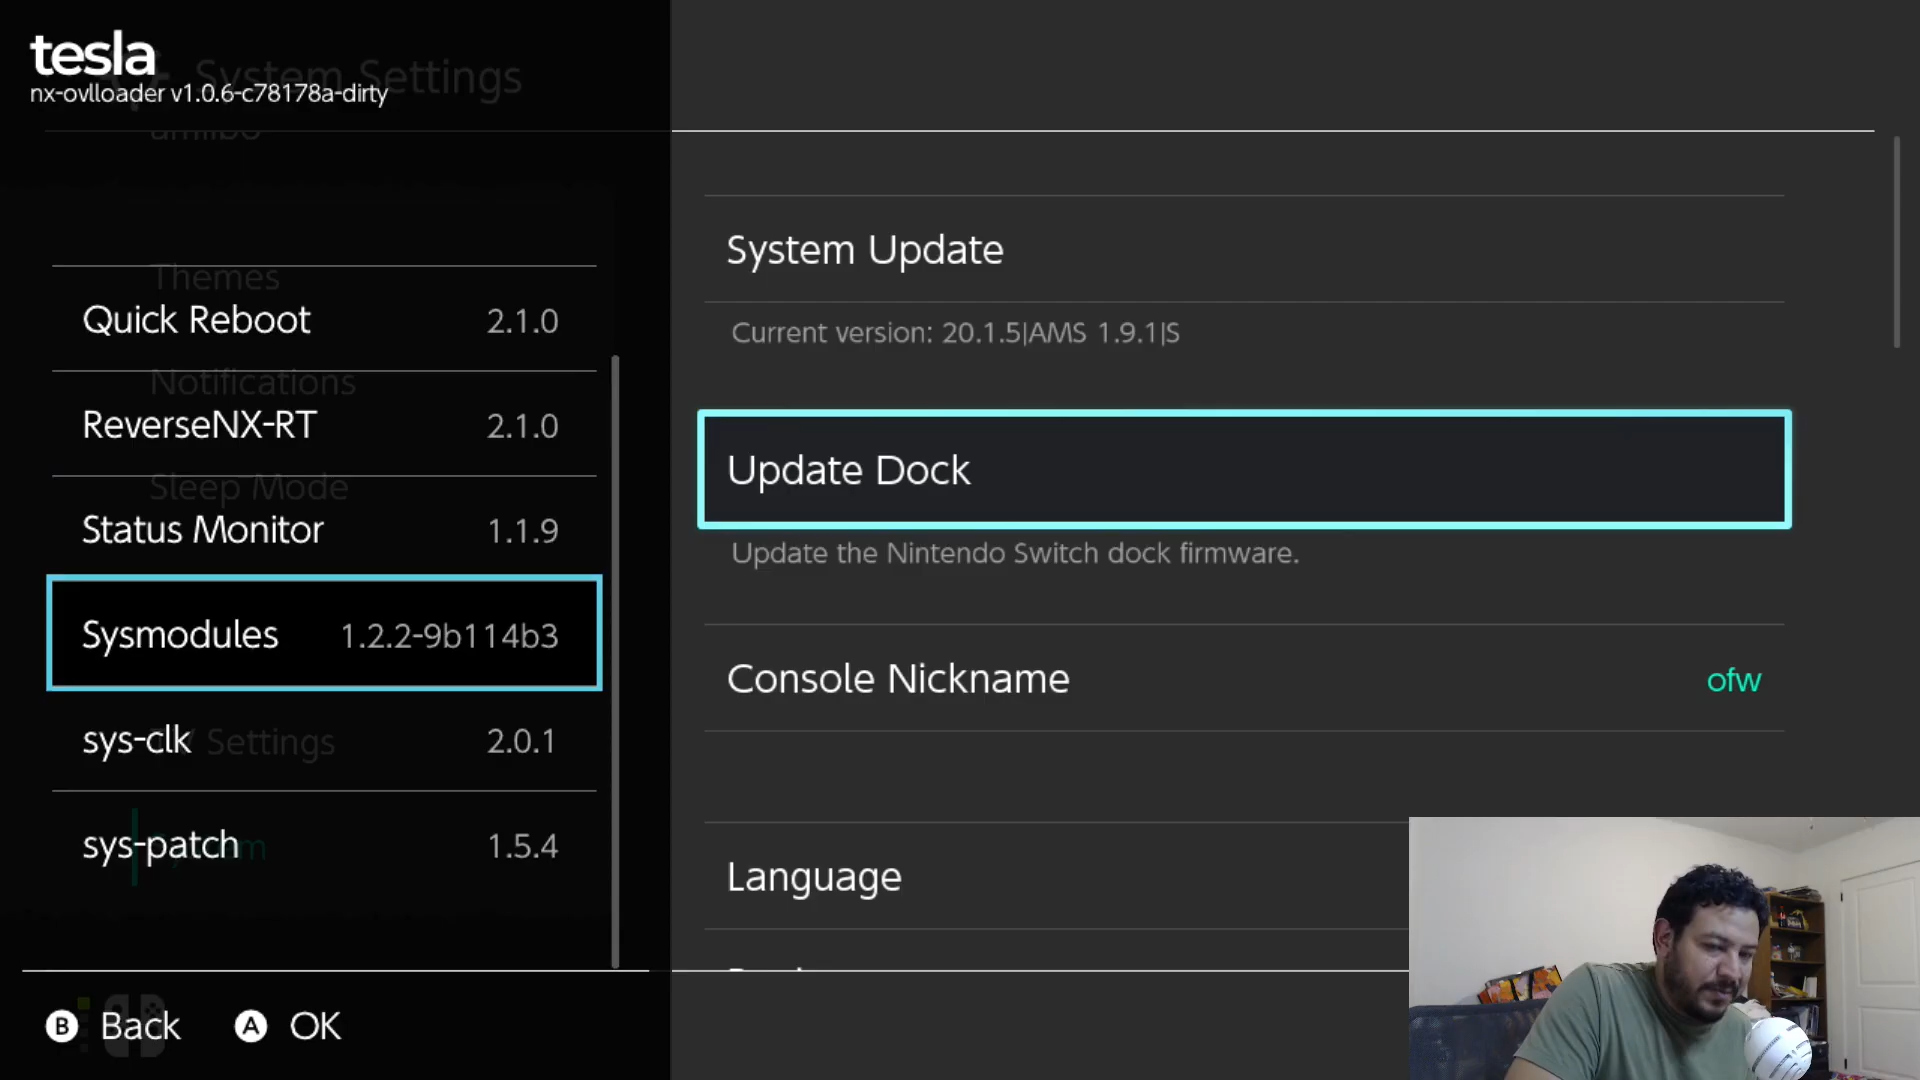 tesla
nx-ovlloader v1.0.6-c78178a-dirty
System Settings
amiibo
Themes
Quick Reboot 2.1.0
Notifications
ReverseNX-RT 2.1.0
Sleep Mode
Status Monitor 1.1.9
Sysmodules 1.2.2-9b114b3
sys-clk 2.0.1
Settings
sys-patch 1.5.4
B Back A OK
System Update
Current version: 20.1.5|AMS 1.9.1|S
Update Dock
Update the Nintendo Switch dock firmware.
Console Nickname ofw
Language